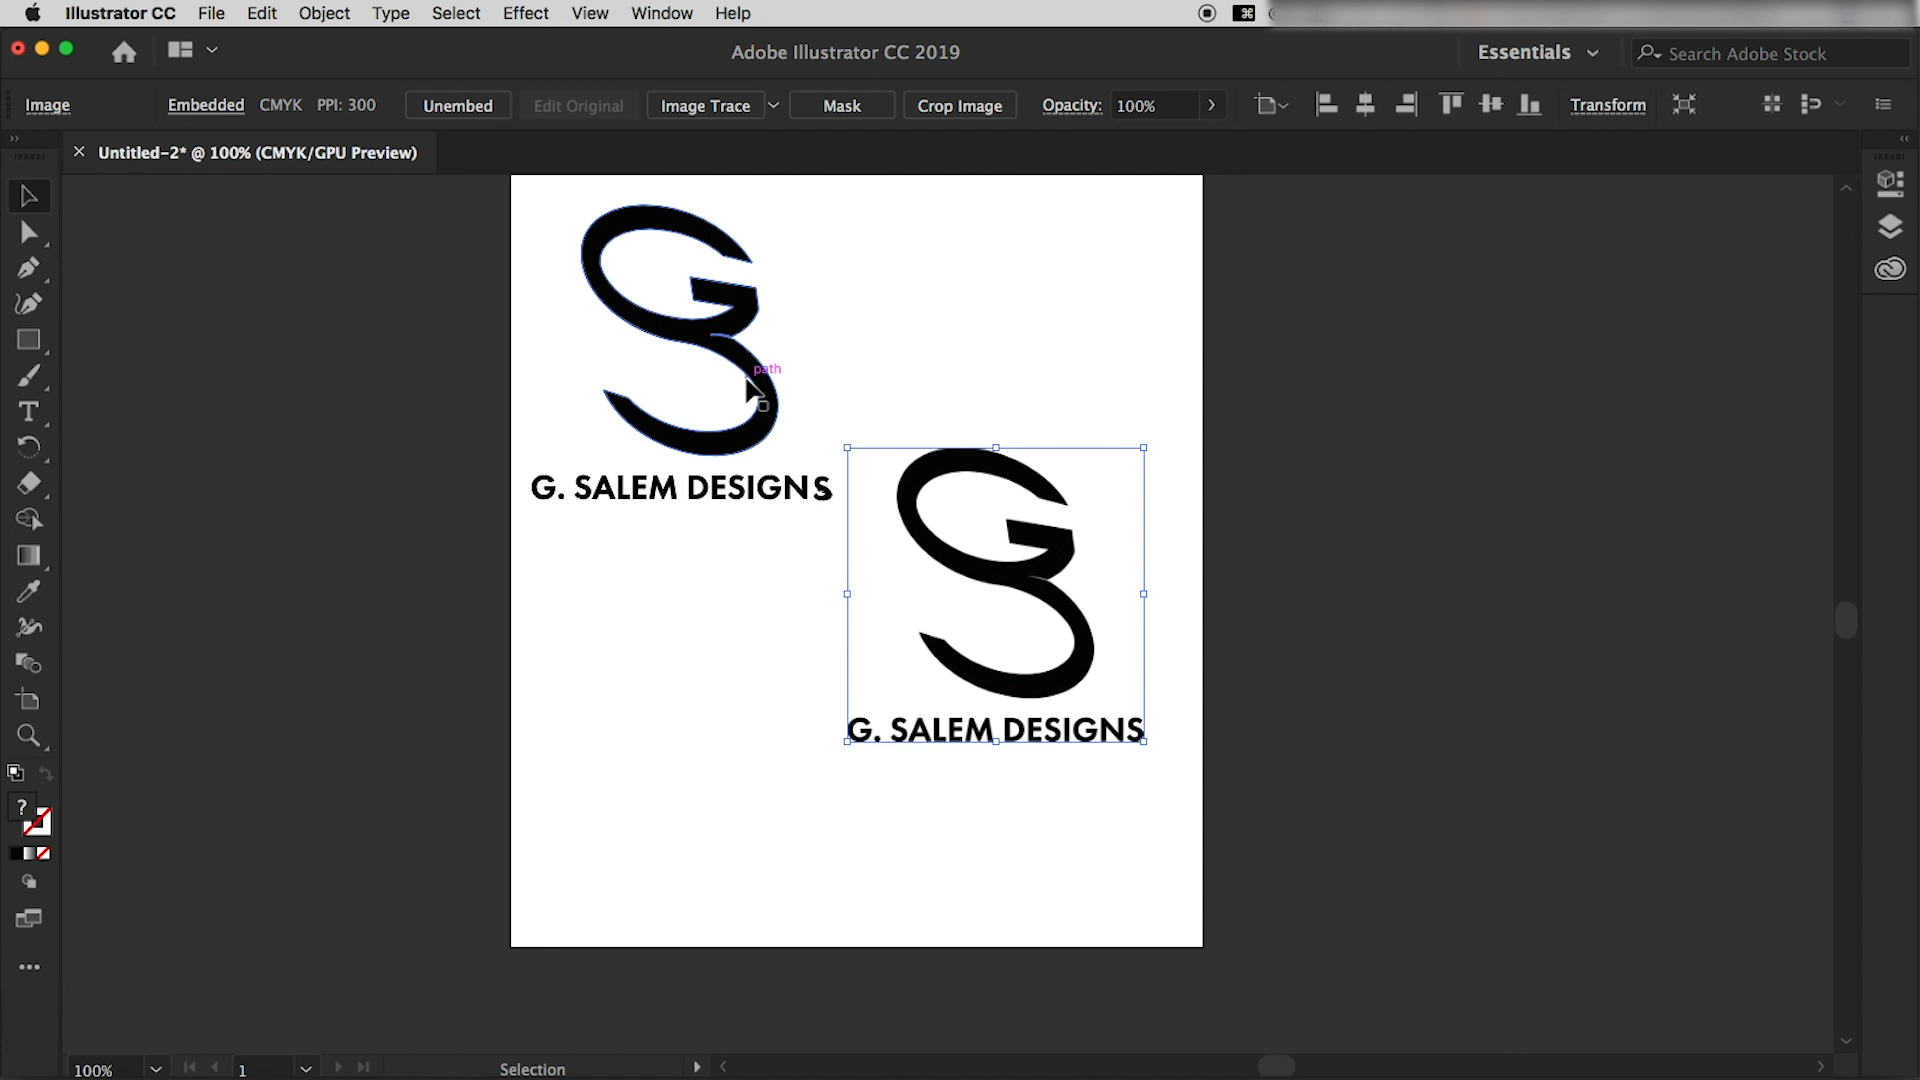 Illustrator CC File Edit Object Type Select Effect View Window Help
Adobe Illustrator CC 2019
Essentials
Search Adobe Stock
Image Embedded CMYK PPI: 300 Unembed Edit Original Image Trace Mask Crop Image Opacity: 100% Transform
Untitled-2* @ 100% (CMYK/GPU Preview)
path
G. SALEM DESIGNS
G. SALEM DESIGNS
?
100% 1 Selection